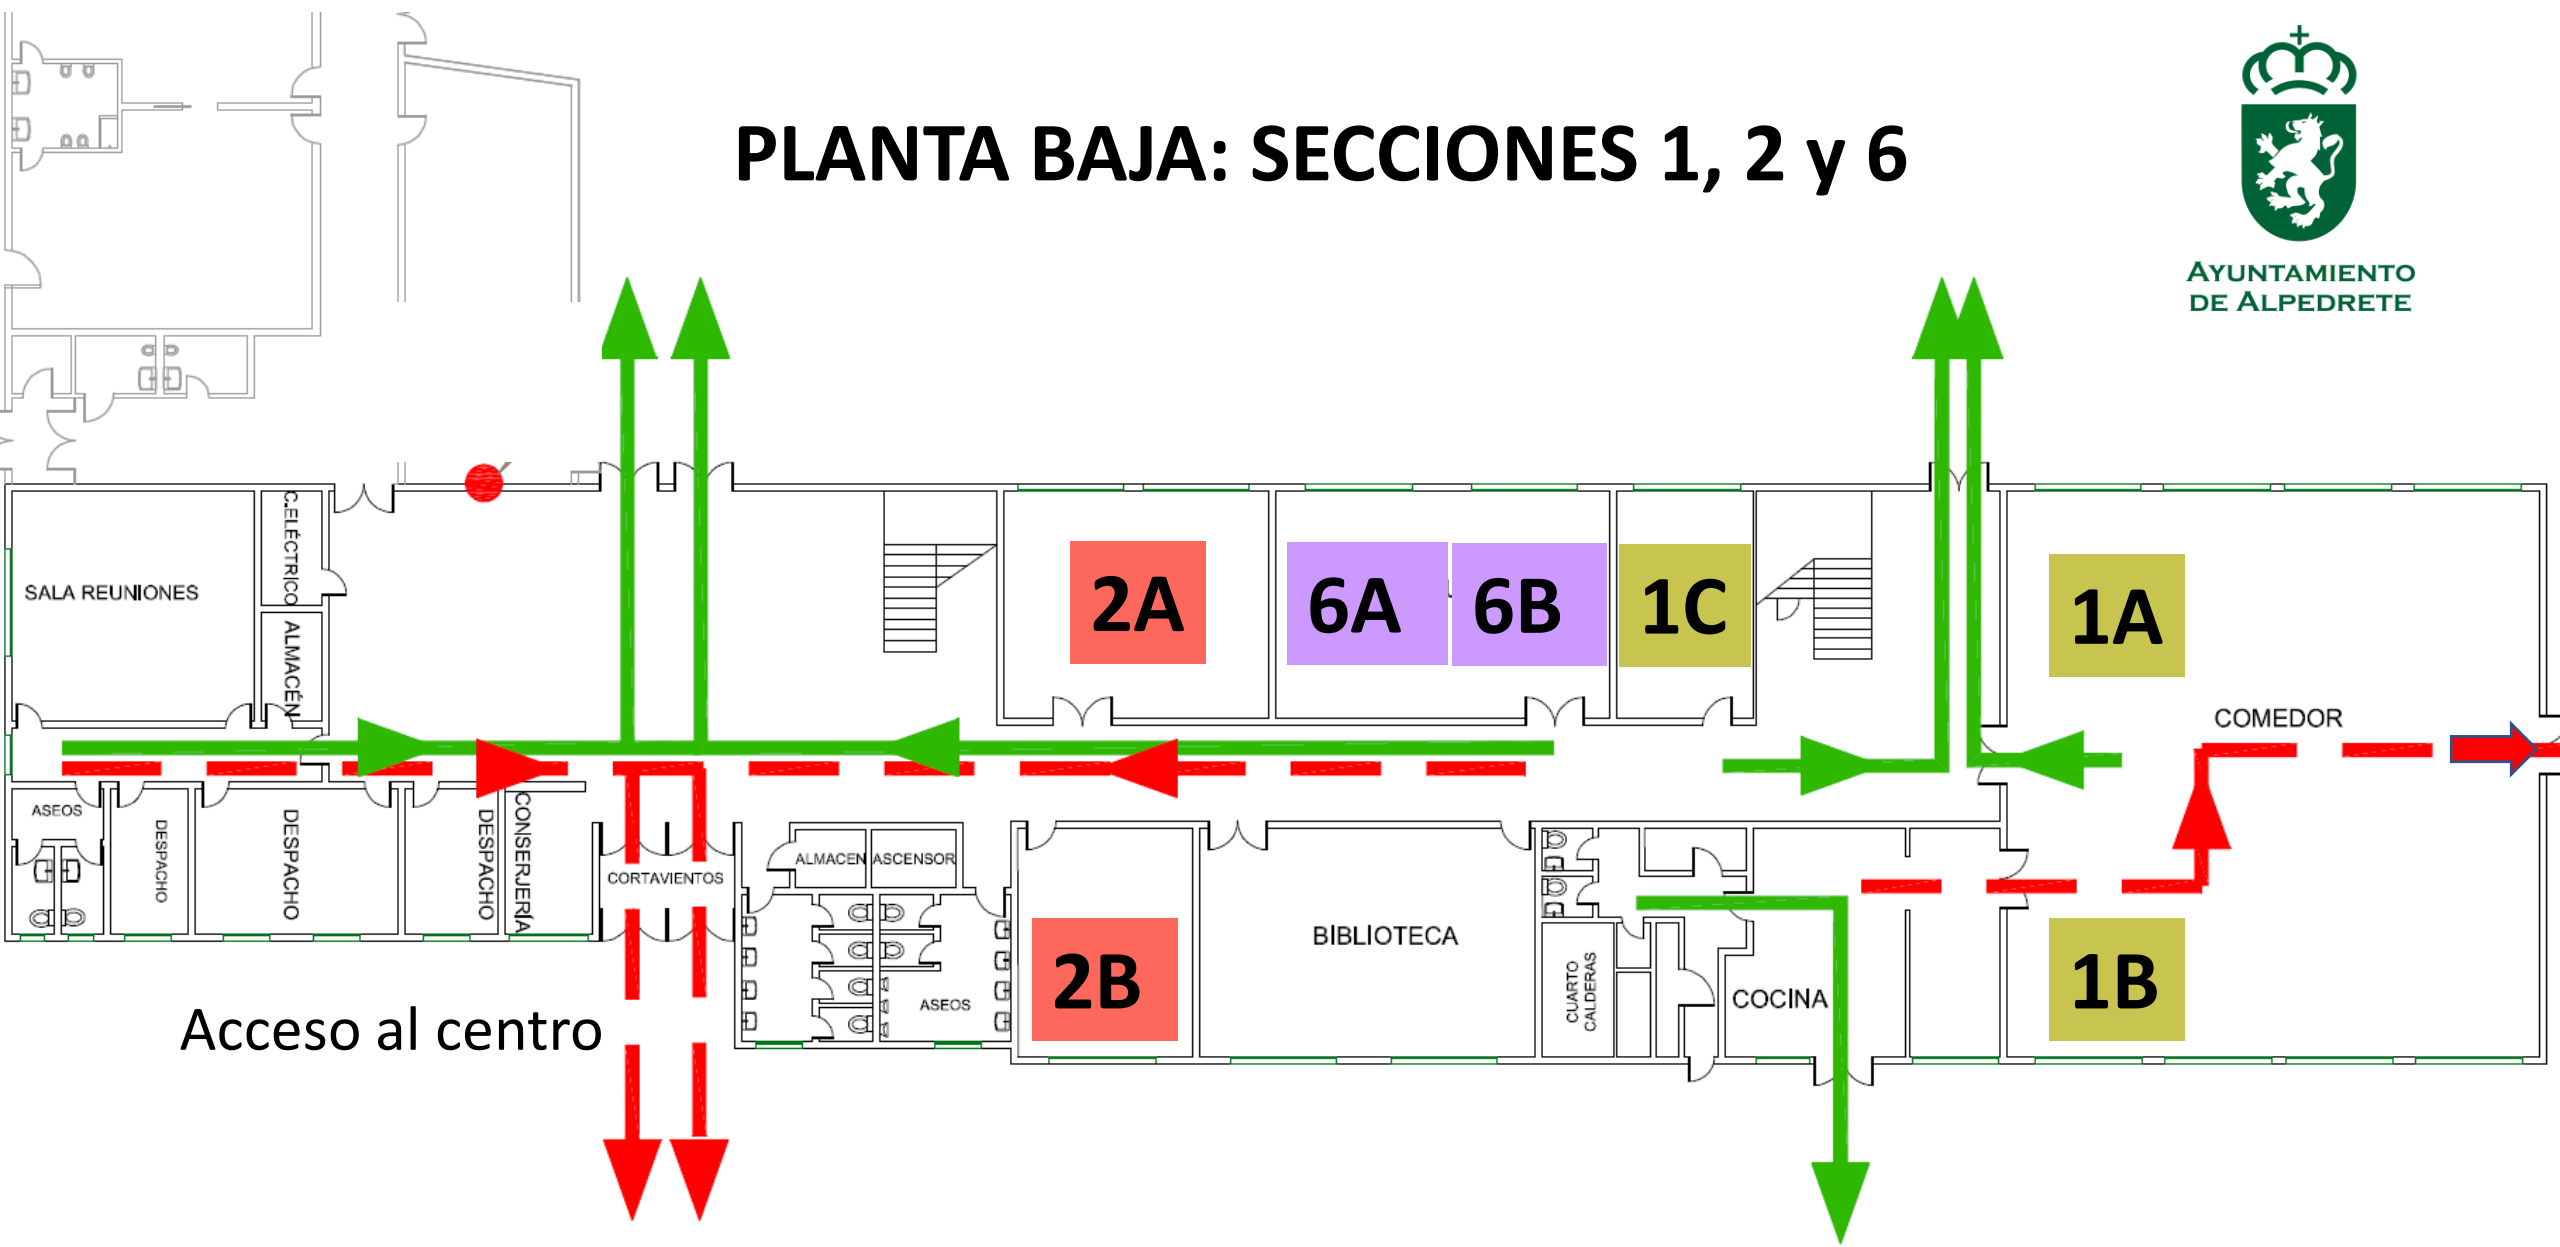 PLANTA BAJA: SECCIONES 1, 2 y 6
AYUNTAMIENTO
DE ALPEDRETE
SALA REUNIONES
C.ELÉCTRICO
ALMACÉN
2A
6A
6B
1C
1A
COMEDOR
ASEOS
DESPACHO
DESPACHO
DESPACHO
CONSERJERÍA
CORTAVIENTOS
ALMACEN
ASCENSOR
ASEOS
2B
BIBLIOTECA
CUARTO
CALDERAS
COCINA
1B
Acceso al centro